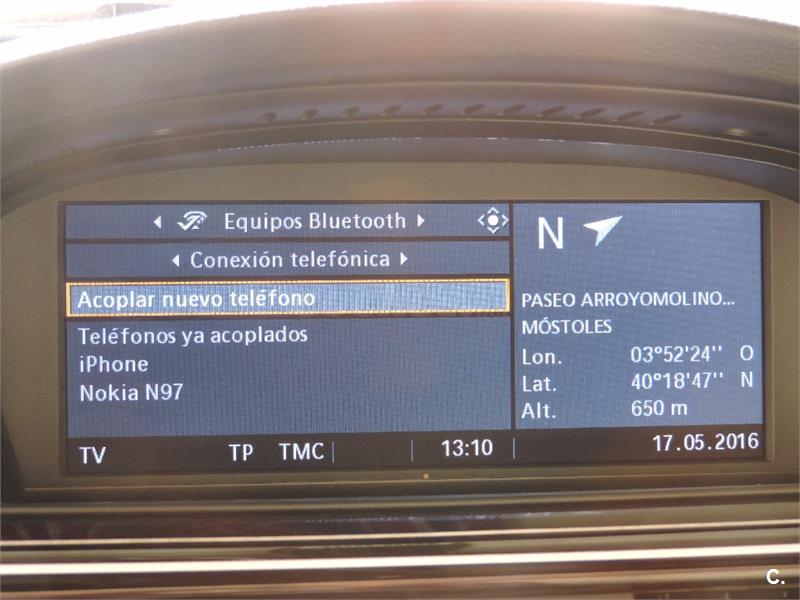 Equipos Bluetooth
Conexión telefónica
Acoplar nuevo teléfono
Teléfonos ya acoplados
iPhone
Nokia N97
N
PASEO ARROYOMOLINO...
MÓSTOLES
Lon. 03°52'24'' O
Lat. 40°18'47'' N
Alt. 650 m
TV TP TMC 13:10 17.05.2016
C.